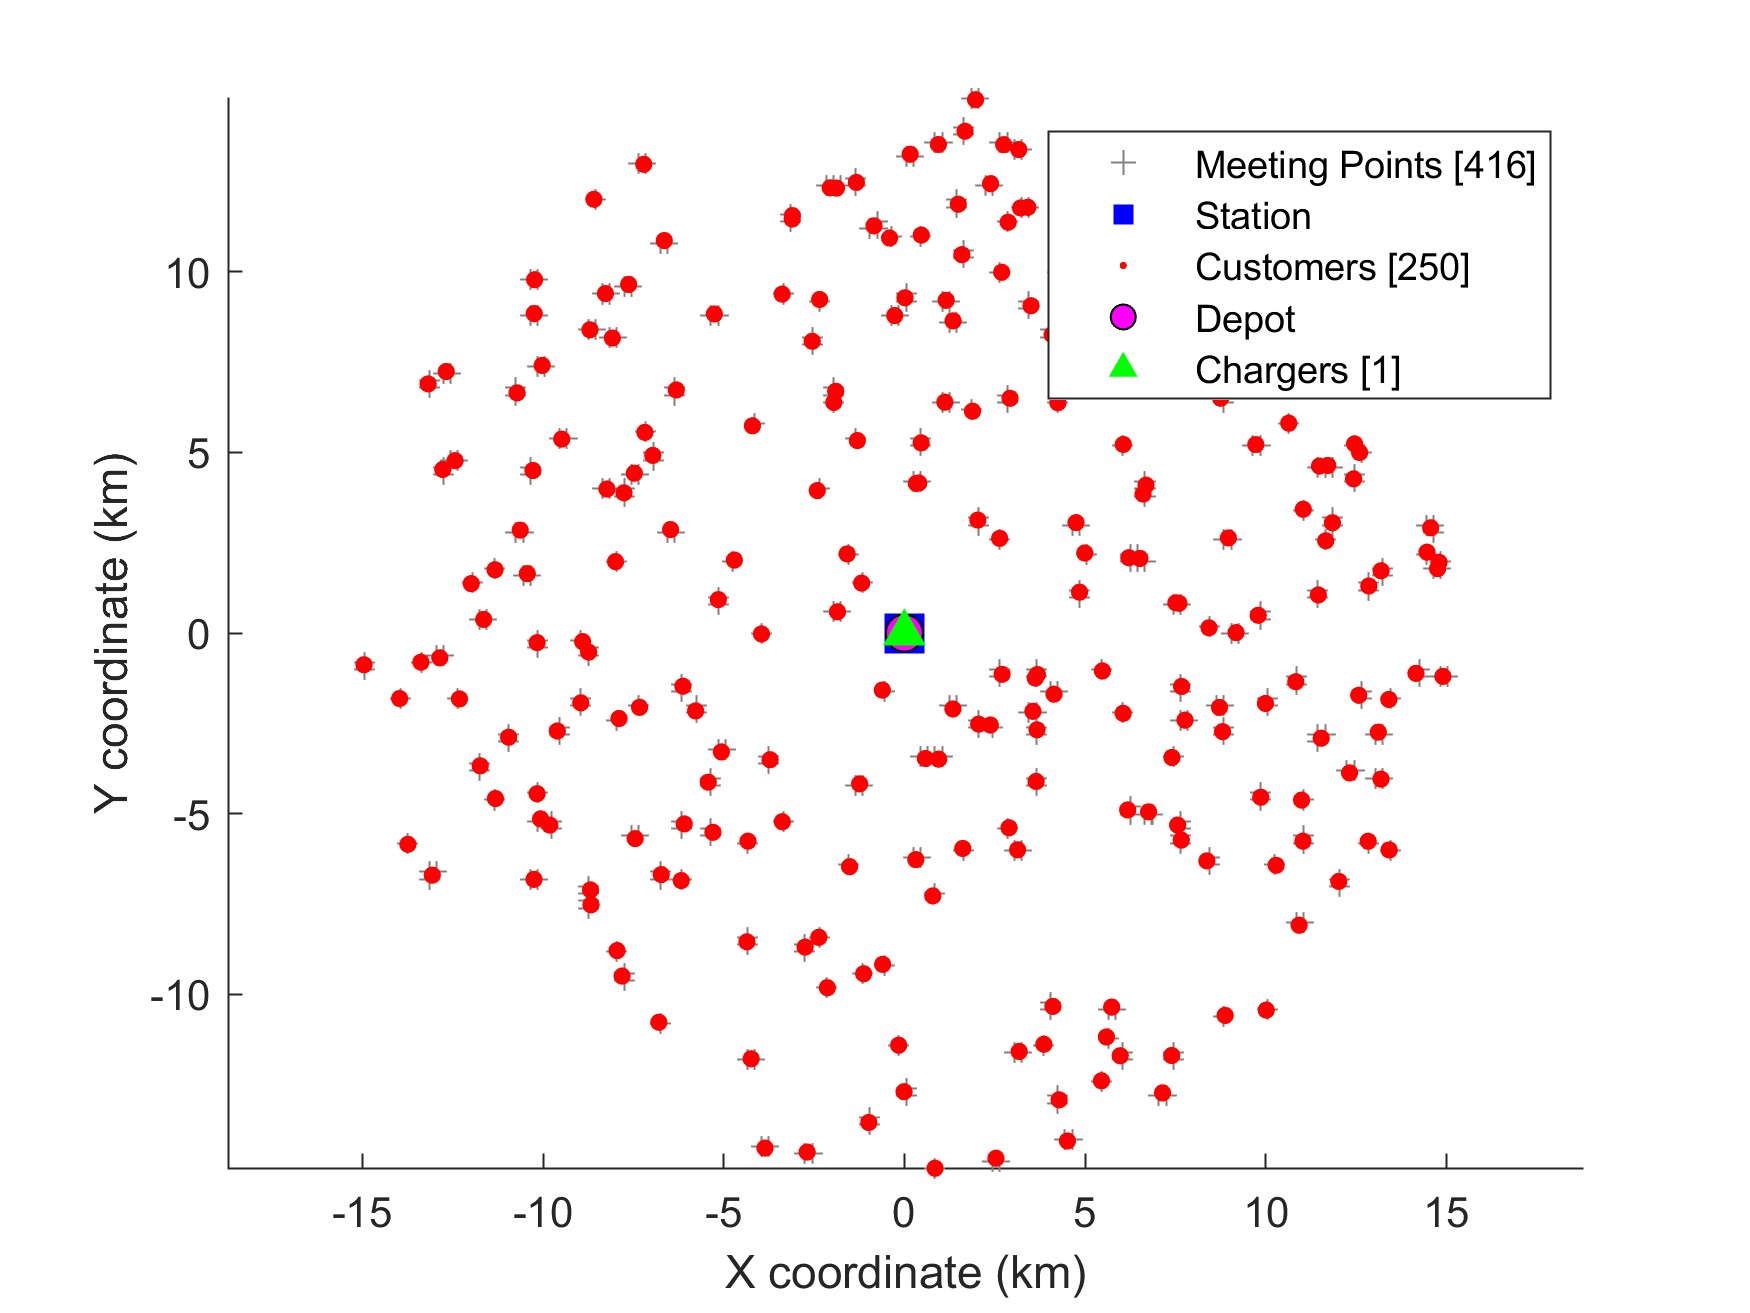 Meeting Points [416]
Station
Customers [250]
Depot
Chargers [1]
10
5
0
-5
-10
Y coordinate (km)
-15
-10
-5
0
5
10
15
X coordinate (km)